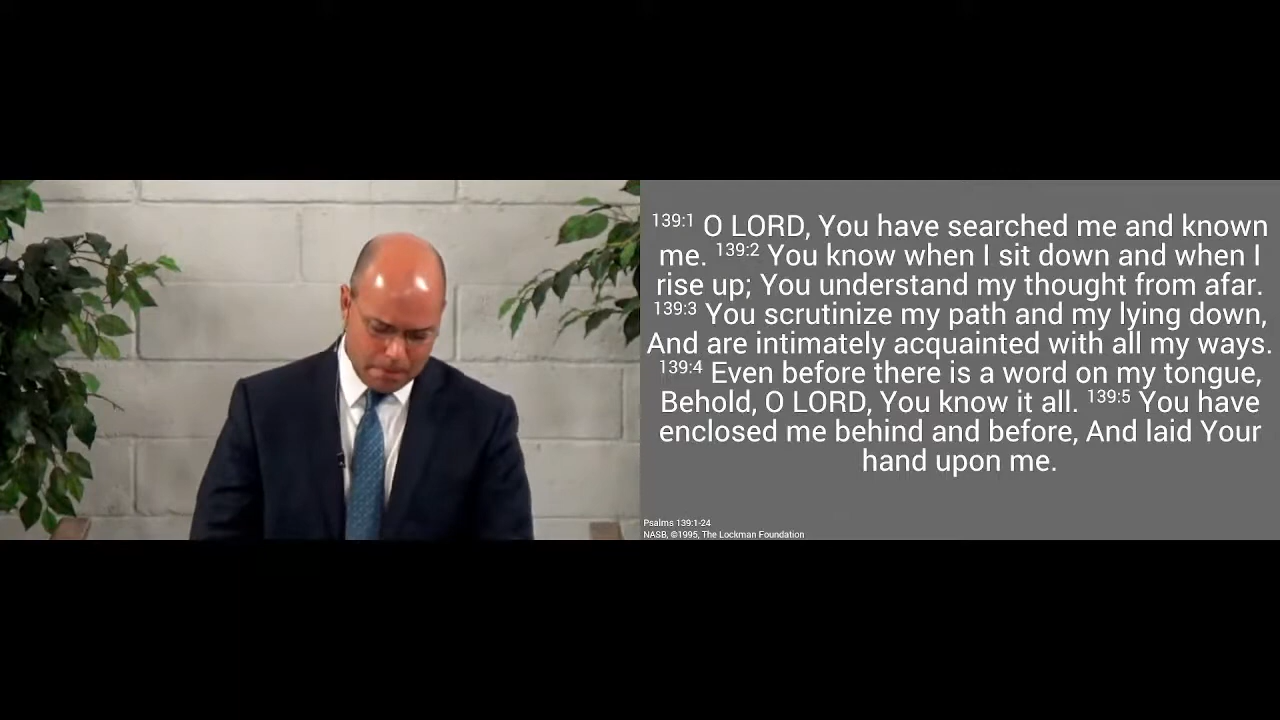 139:1 O LORD, You have searched me and known
me. 139:2 You know when I sit down and when I
rise up; You understand my thought from afar.
139:3 You scrutinize my path and my lying down,
And are intimately acquainted with all my ways.
139:4 Even before there is a word on my tongue,
Behold, O LORD, You know it all. 139:5 You have
enclosed me behind and before, And laid Your
hand upon me.
Psalms 139:1-24
NASB, ©1995, The Lockman Foundation